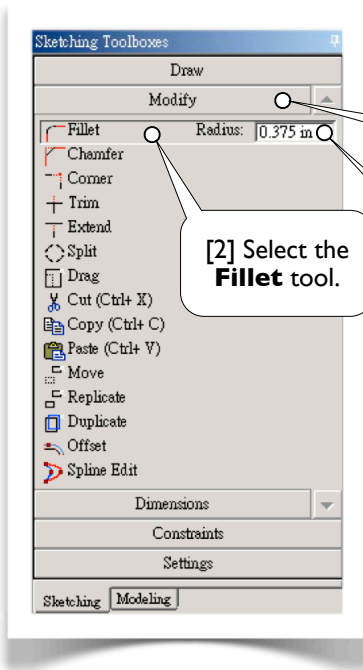 Sketching Toolboxes
Draw
Modify
Fillet Radius: 0.375 in
Chamfer
Corner
Trim
Extend
Split
Drag
Cut (Ctrl+ X)
Copy (Ctrl+ C)
Paste (Ctrl+ V)
Move
Replicate
Duplicate
Offset
Spline Edit
Dimensions
Constraints
Settings
Sketching Modeling
[2] Select the
Fillet tool.